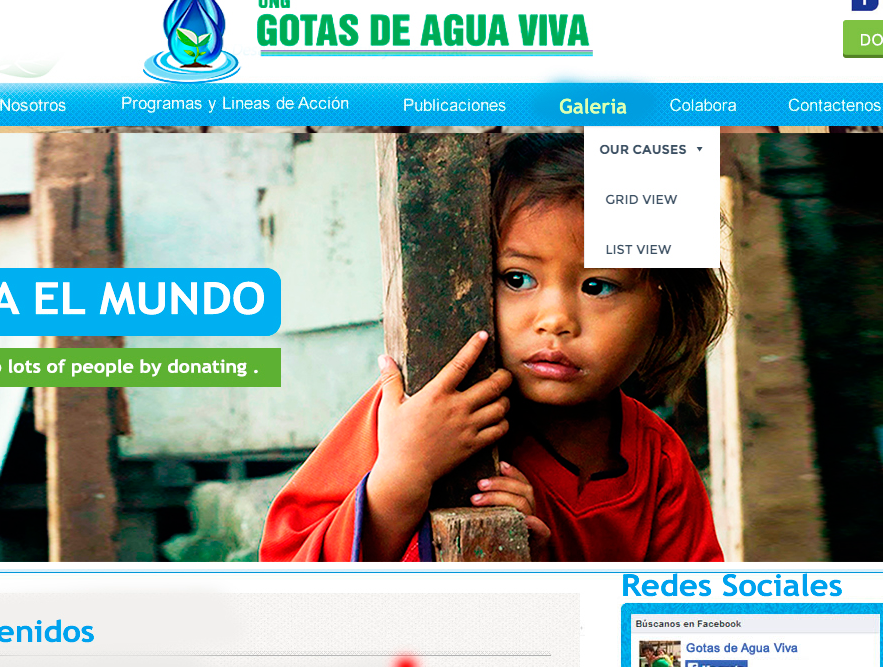 ONG
GOTAS DE AGUA VIVA
DO
Nosotros
Programas y Lineas de Acción
Publicaciones
Galeria
Colabora
Contactenos
OUR CAUSES
GRID VIEW
LIST VIEW
A EL MUNDO
lots of people by donating .
Redes Sociales
enidos
Búscanos en Facebook
Gotas de Agua Viva